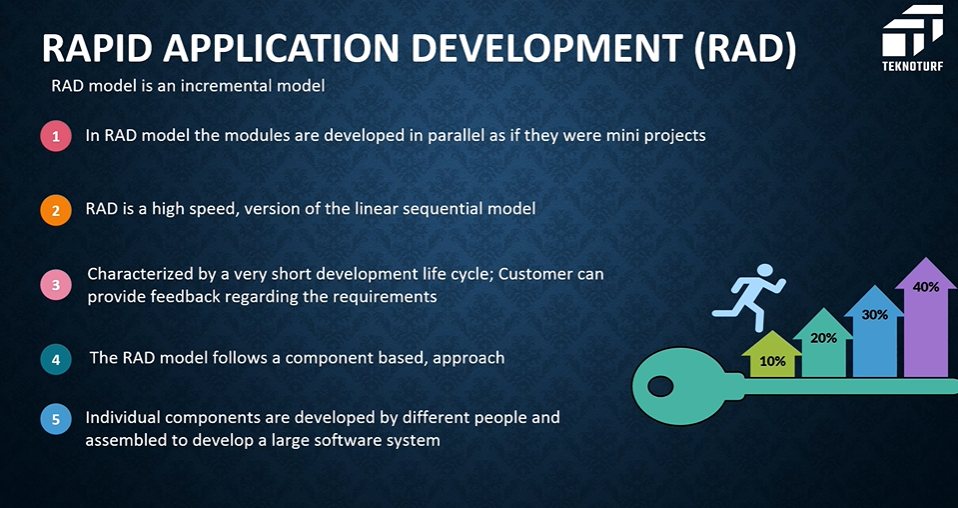 RAPID APPLICATION DEVELOPMENT (RAD)
TEKNOTURF
RAD model is an incremental model
1 In RAD model the modules are developed in parallel as if they were mini projects
2 RAD is a high speed, version of the linear sequential model
3 Characterized by a very short development life cycle; Customer can
provide feedback regarding the requirements
4 The RAD model follows a component based, approach
5 Individual components are developed by different people and
assembled to develop a large software system
10%
20%
30%
40%